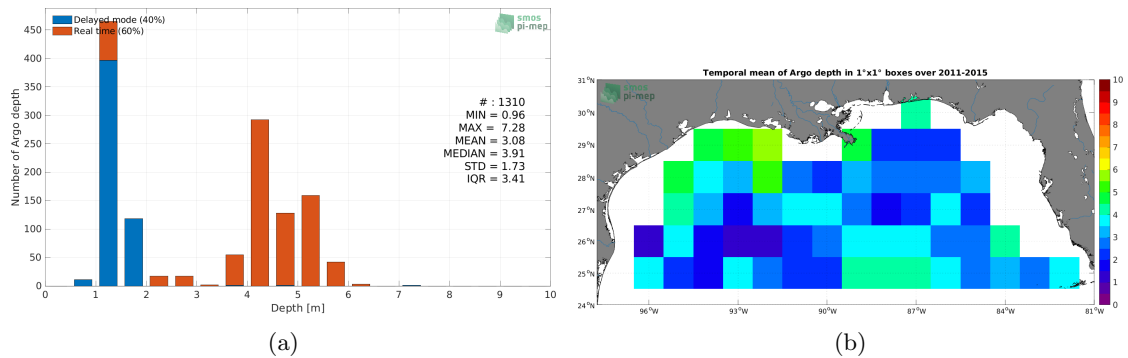 Delayed mode (40%)
Real time (60%)
smos
pi-mep
# : 1310
MIN = 0.96
MAX = 7.28
MEAN = 3.08
MEDIAN = 3.91
STD = 1.73
IQR = 3.41
Number of Argo depth
450
400
350
300
250
200
150
100
50
0
0 1 2 3 4 5 6 7 8 9 10
Depth [m]
(a)
Temporal mean of Argo depth in 1°x1° boxes over 2011-2015
smos
pi-mep
31°N
30°N
29°N
28°N
27°N
26°N
25°N
24°N
96°W 93°W 90°W 87°W 84°W 81°W
10
9
8
7
6
5
4
3
2
1
0
(b)